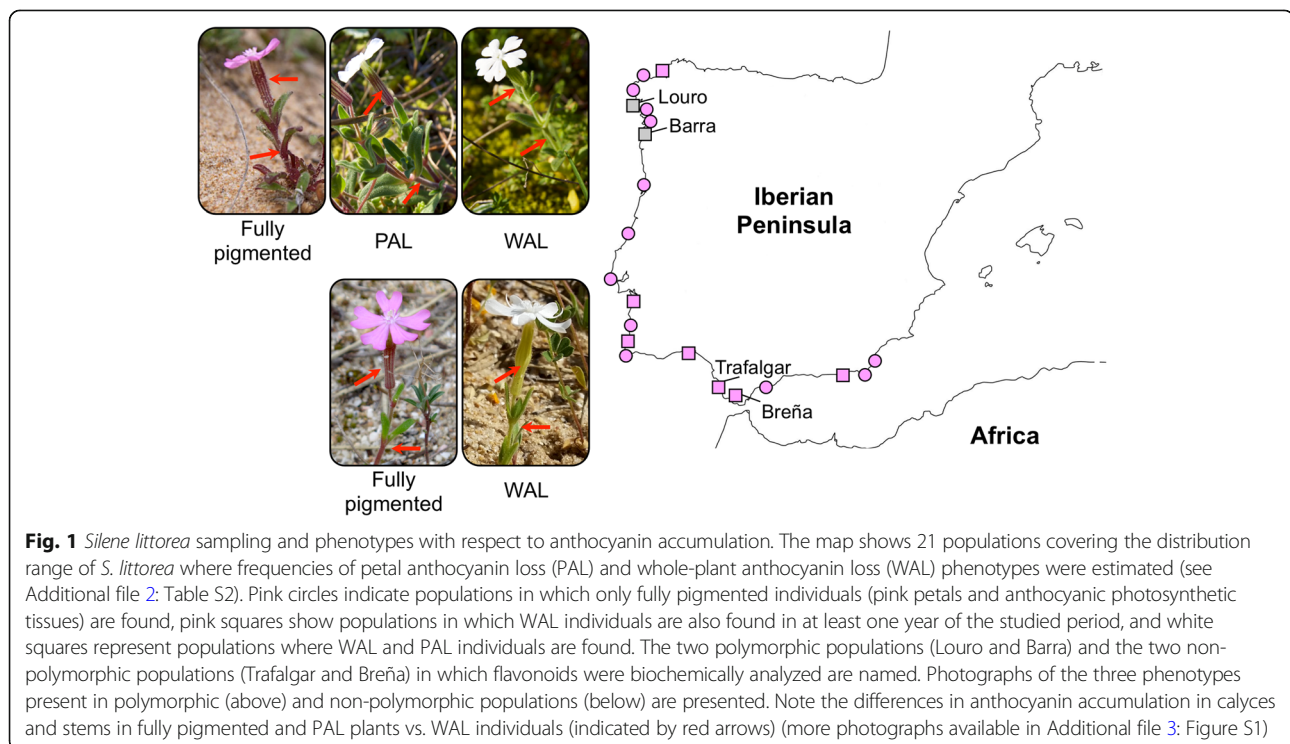 Fully
pigmented
PAL
WAL
Fully
pigmented
WAL
Louro
Barra
Iberian
Peninsula
Trafalgar
Breña
Africa
Fig. 1 Silene littorea sampling and phenotypes with respect to anthocyanin accumulation. The map shows 21 populations covering the distribution
range of S. littorea where frequencies of petal anthocyanin loss (PAL) and whole-plant anthocyanin loss (WAL) phenotypes were estimated (see
Additional file 2: Table S2). Pink circles indicate populations in which only fully pigmented individuals (pink petals and anthocyanic photosynthetic
tissues) are found, pink squares show populations in which WAL individuals are also found in at least one year of the studied period, and white
squares represent populations where WAL and PAL individuals are found. The two polymorphic populations (Louro and Barra) and the two non-
polymorphic populations (Trafalgar and Breña) in which flavonoids were biochemically analyzed are named. Photographs of the three phenotypes
present in polymorphic (above) and non-polymorphic populations (below) are presented. Note the differences in anthocyanin accumulation in calyces
and stems in fully pigmented and PAL plants vs. WAL individuals (indicated by red arrows) (more photographs available in Additional file 3: Figure S1)